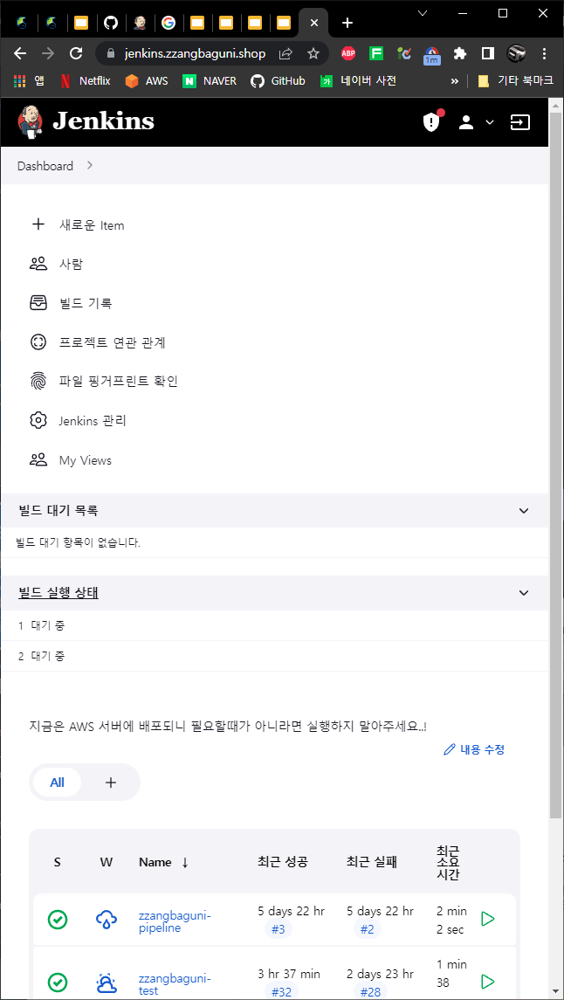 jenkins.zzangbaguni.shop
ABP
F
1m
앱
Netflix
AWS
N
NAVER
GitHub
가
네이버 사전
»
기타 북마크
Jenkins
Dashboard
새로운 Item
사람
빌드 기록
프로젝트 연관 관계
파일 핑거프린트 확인
Jenkins 관리
My Views
빌드 대기 목록
빌드 대기 항목이 없습니다.
빌드 실행 상태
1 대기 중
2 대기 중
지금은 AWS 서버에 배포되니 필요할때가 아니라면 실행하지 말아주세요..!
내용 수정
All +
S W Name ↓ 최근 성공 최근 실패 최근
소요
시간
zzangbaguni-
pipeline
5 days 22 hr
#3
5 days 22 hr
#2
2 min
2 sec
zzangbaguni-
test
3 hr 37 min
#32
2 days 23 hr
#28
1 min
38